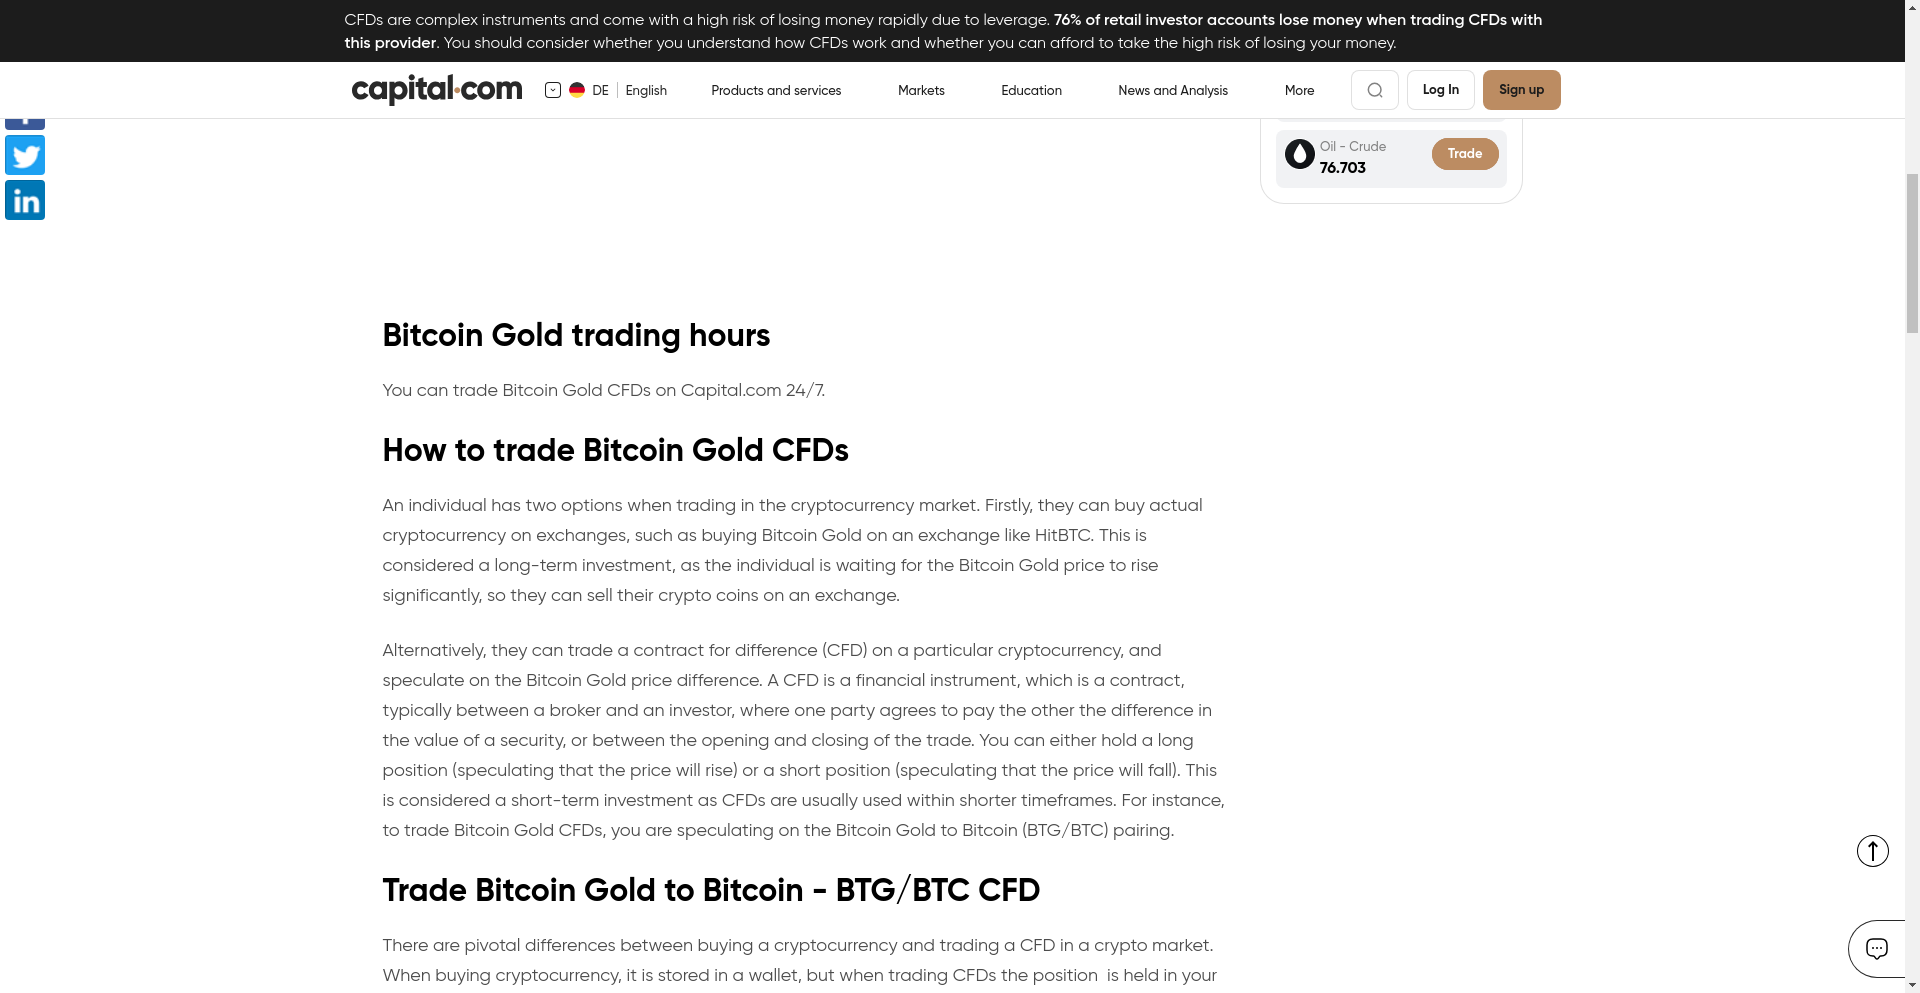 CFDs are complex instruments and come with a high risk of losing money rapidly due to leverage. 76% of retail investor accounts lose money when trading CFDs with
this provider. You should consider whether you understand how CFDs work and whether you can afford to take the high risk of losing your money.
capital.com
DE
English
Products and services
Markets
Education
News and Analysis
More
Log In
Sign up
in
Oil - Crude
76.703
Trade
Bitcoin Gold trading hours
You can trade Bitcoin Gold CFDs on Capital.com 24/7.
How to trade Bitcoin Gold CFDs
An individual has two options when trading in the cryptocurrency market. Firstly, they can buy actual
cryptocurrency on exchanges, such as buying Bitcoin Gold on an exchange like HitBTC. This is
considered a long-term investment, as the individual is waiting for the Bitcoin Gold price to rise
significantly, so they can sell their crypto coins on an exchange.
Alternatively, they can trade a contract for difference (CFD) on a particular cryptocurrency, and
speculate on the Bitcoin Gold price difference. A CFD is a financial instrument, which is a contract,
typically between a broker and an investor, where one party agrees to pay the other the difference in
the value of a security, or between the opening and closing of the trade. You can either hold a long
position (speculating that the price will rise) or a short position (speculating that the price will fall). This
is considered a short-term investment as CFDs are usually used within shorter timeframes. For instance,
to trade Bitcoin Gold CFDs, you are speculating on the Bitcoin Gold to Bitcoin (BTG/BTC) pairing.
Trade Bitcoin Gold to Bitcoin - BTG/BTC CFD
There are pivotal differences between buying a cryptocurrency and trading a CFD in a crypto market.
When buying cryptocurrency, it is stored in a wallet, but when trading CFDs the position is held in your